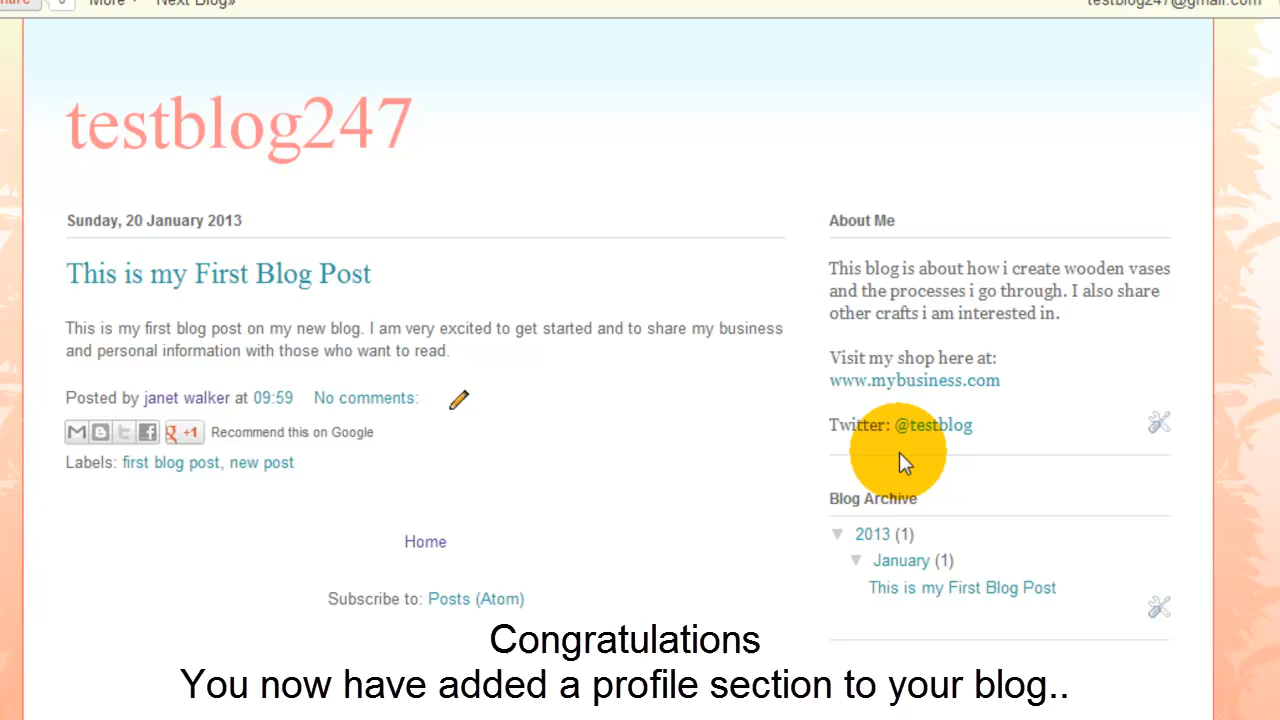 More
Next Blog»
testblog247@gmail.com
testblog247
Sunday, 20 January 2013
This is my First Blog Post
This is my first blog post on my new blog. I am very excited to get started and to share my business
and personal information with those who want to read.
Posted by janet walker at 09:59 No comments:
+1 Recommend this on Google
Labels: first blog post, new post
Home
Subscribe to: Posts (Atom)
About Me
This blog is about how i create wooden vases
and the processes i go through. I also share
other crafts i am interested in.
Visit my shop here at:
www.mybusiness.com
Twitter: @testblog
Blog Archive
▼ 2013 (1)
▼ January (1)
This is my First Blog Post
Congratulations
You now have added a profile section to your blog..